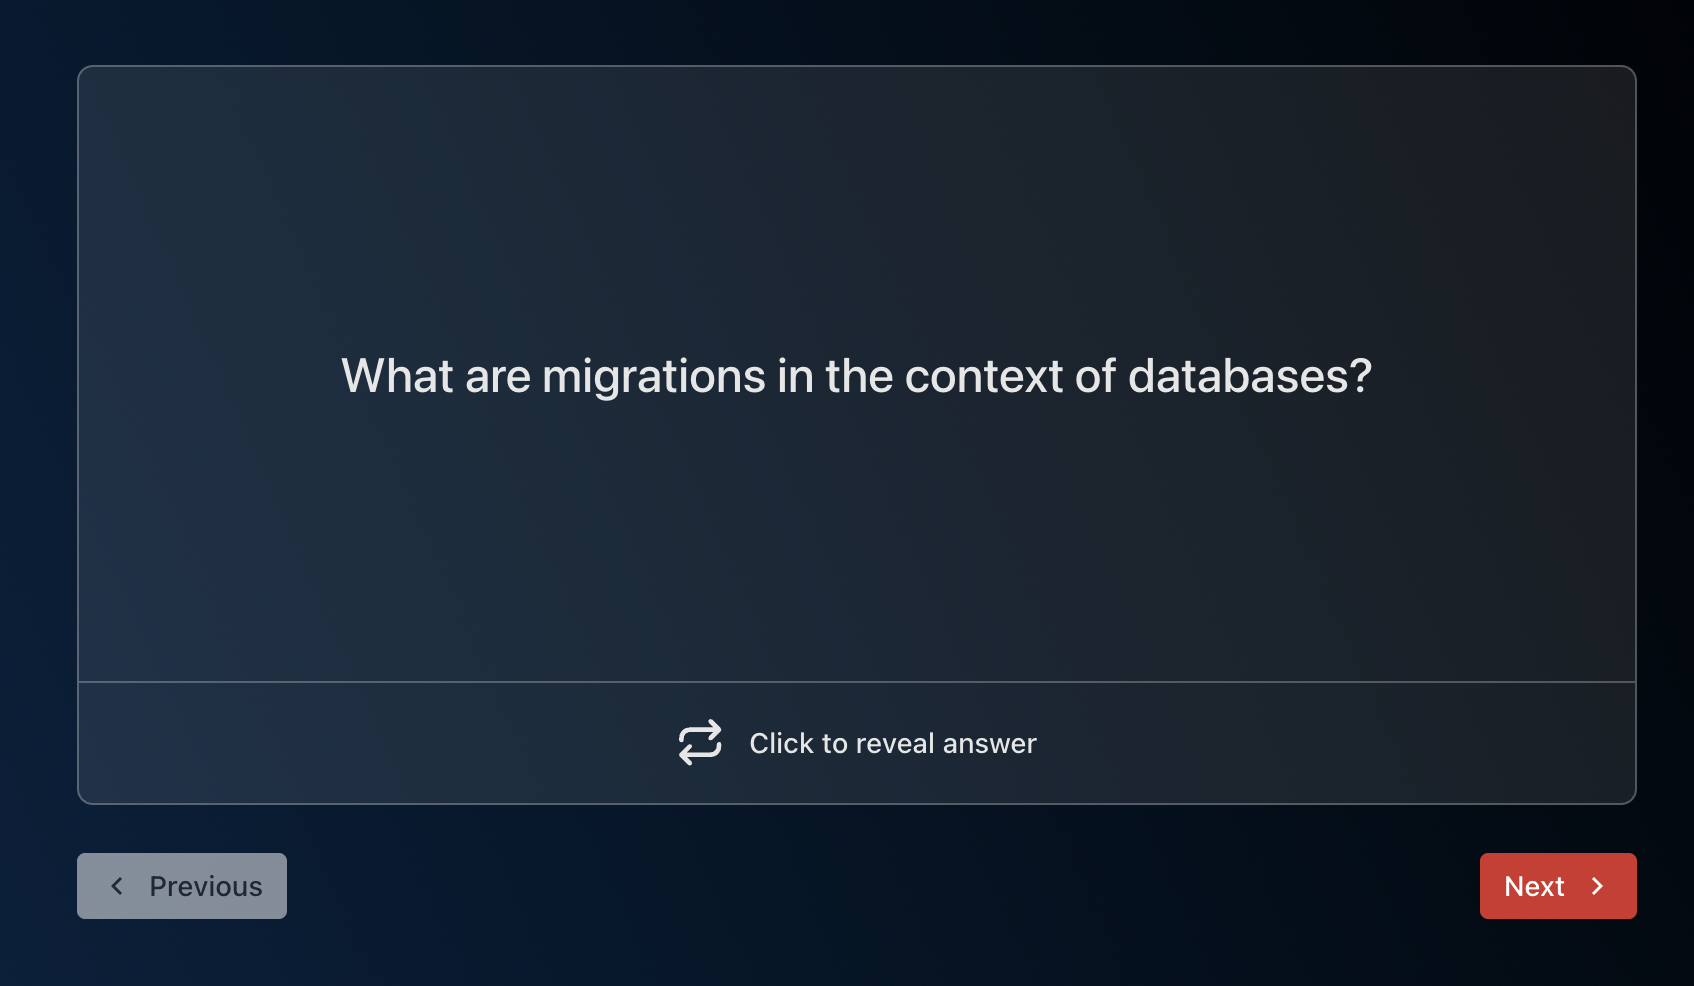 What are migrations in the context of databases?
Click to reveal answer
Previous
Next